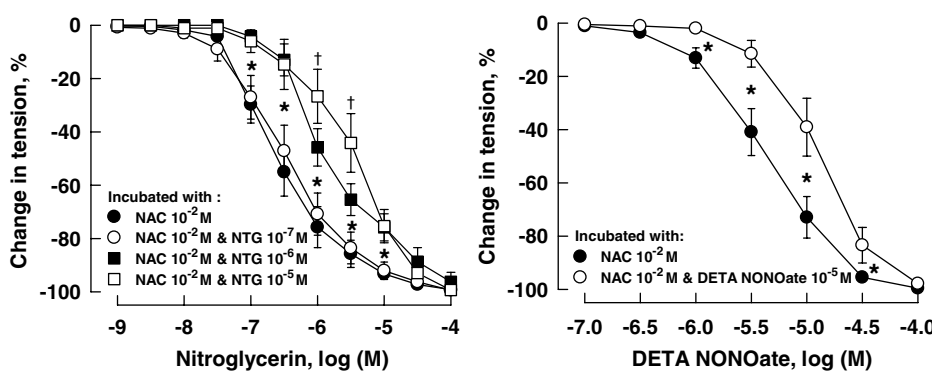 Change in tension, %
0
-20
-40
-60
-80
-100
* * * * *
† †
Incubated with :
NAC 10⁻² M
NAC 10⁻²M & NTG 10⁻⁷M
NAC 10⁻²M & NTG 10⁻⁶M
NAC 10⁻²M & NTG 10⁻⁵M
-9 -8 -7 -6 -5 -4
Nitroglycerin, log (M)
Change in tension, %
0
-20
-40
-60
-80
-100
* * * *
Incubated with:
NAC 10⁻² M
NAC 10⁻²M & DETA NONOate 10⁻⁵M
-7.0 -6.5 -6.0 -5.5 -5.0 -4.5 -4.0
DETA NONOate, log (M)